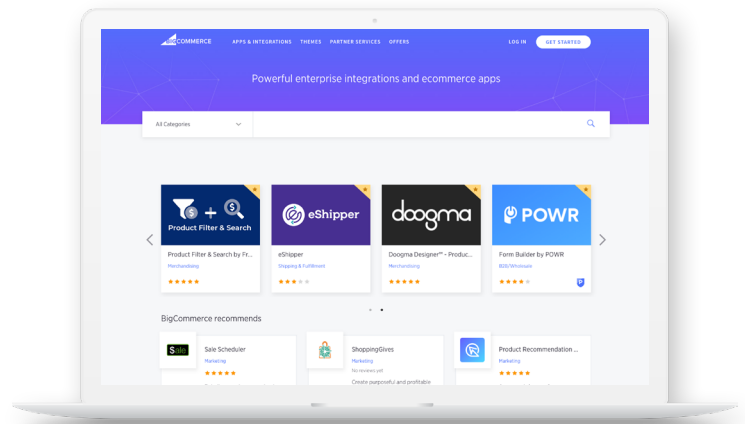 BIGCOMMERCE APPS & INTEGRATIONS THEMES PARTNER SERVICES OFFERS LOG IN GET STARTED
Powerful enterprise integrations and ecommerce apps
All Categories
Product Filter & Search
eShipper
doogma
POWR
Product Filter & Search by Fr...
eShipper
Doogma Designer™ - Produc...
Form Builder by POWR
Merchandising
Shipping & Fulfillment
Merchandising
B2B/Wholesale
BigCommerce recommends
Sale
Sale Scheduler
ShoppingGives
Product Recommendation ...
Marketing
Marketing
Marketing
No reviews yet
Create purposeful and profitable